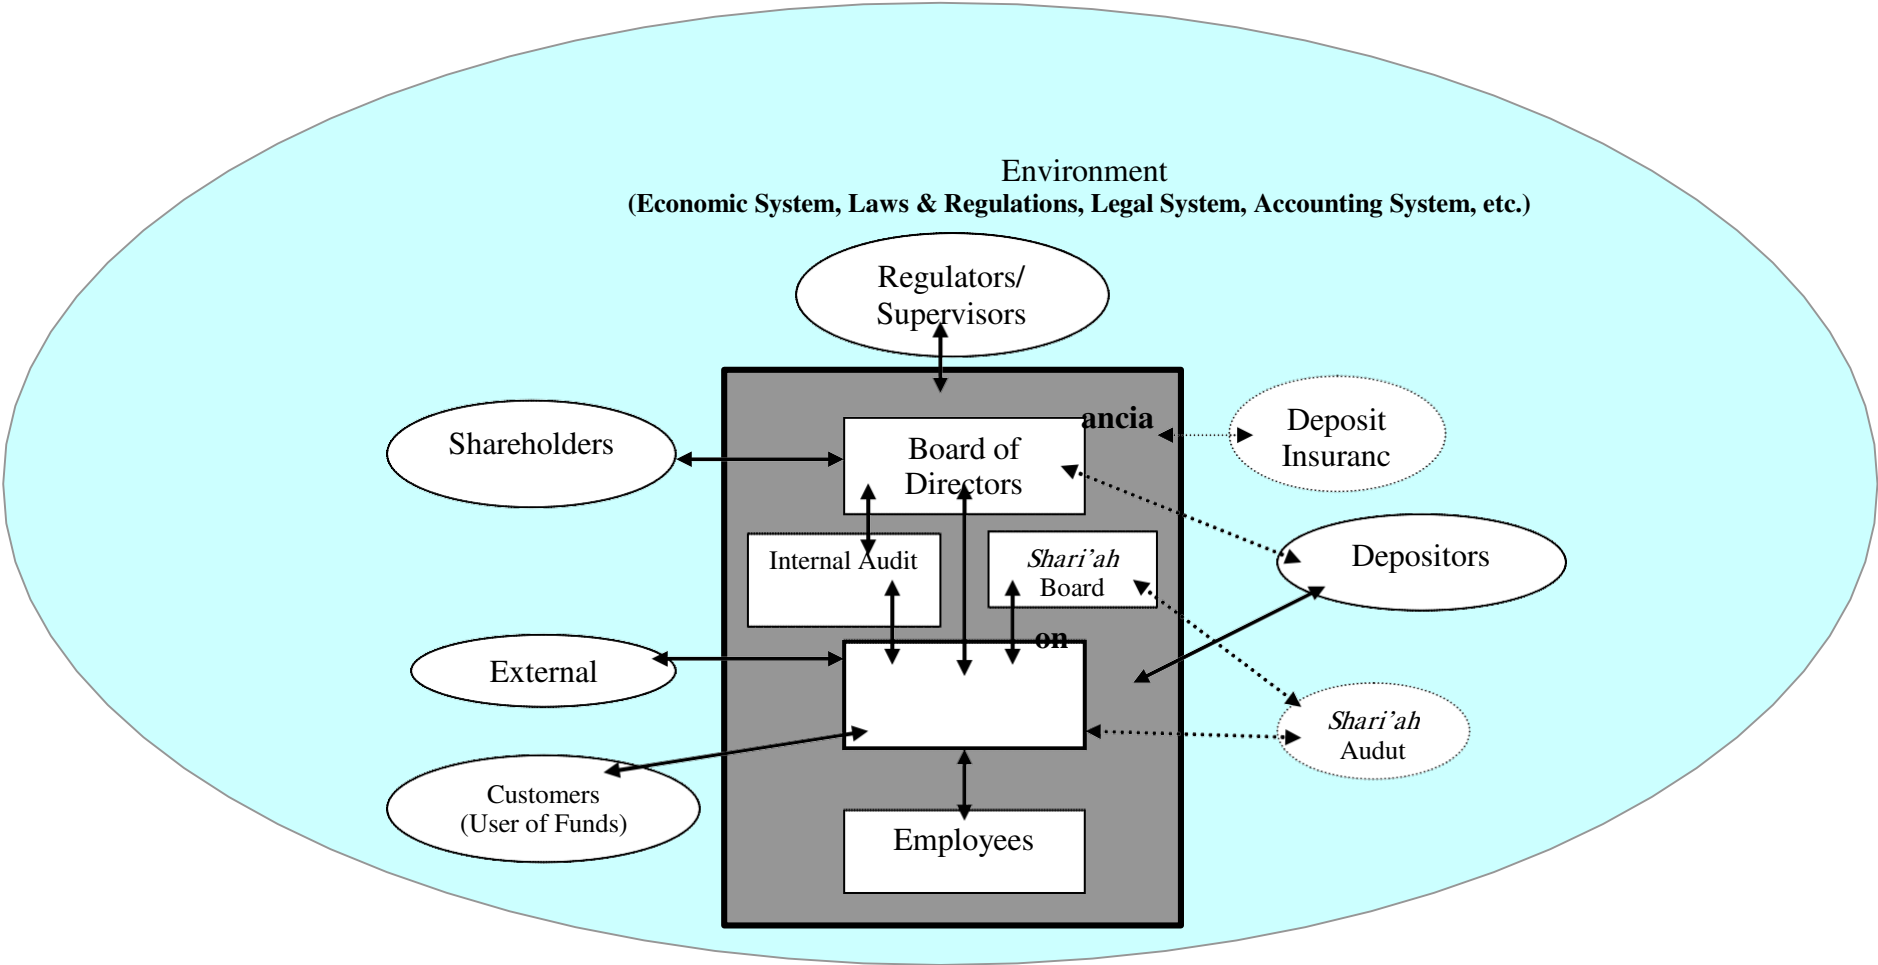 Environment
(Economic System, Laws & Regulations, Legal System, Accounting System, etc.)
Regulators/
Supervisors
ancia
Shareholders
Board of
Directors
Deposit
Insuranc
Internal Audit
Shari’ah
Board
Depositors
on
External
Shari’ah
Audut
Customers
(User of Funds)
Employees